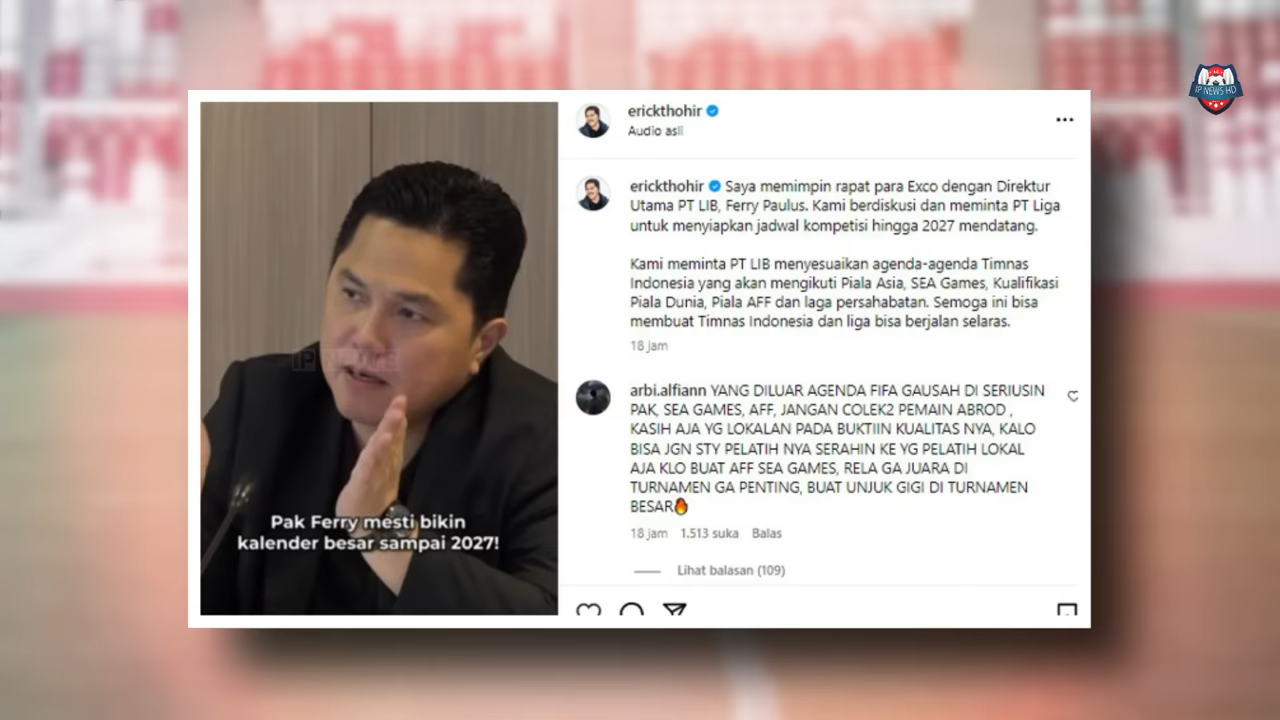 IP NEWS HD
erickthohir
Audio asli
erickthohir Saya memimpin rapat para Exco dengan Direktur
Utama PT LIB, Ferry Paulus. Kami berdiskusi dan meminta PT Liga
untuk menyiapkan jadwal kompetisi hingga 2027 mendatang.
Kami meminta PT LIB menyesuaikan agenda-agenda Timnas
Indonesia yang akan mengikuti Piala Asia, SEA Games, Kualifikasi
Piala Dunia, Piala AFF dan laga persahabatan. Semoga ini bisa
membuat Timnas Indonesia dan liga bisa berjalan selaras.
18 jam
arbi.alfiann YANG DILUAR AGENDA FIFA GAUSAH DI SERIUSIN
PAK, SEA GAMES, AFF, JANGAN COLEK2 PEMAIN ABROD ,
KASIH AJA YG LOKALAN PADA BUKTIIN KUALITAS NYA, KALO
BISA JGN STY PELATIH NYA SERAHIN KE YG PELATIH LOKAL
AJA KLO BUAT AFF SEA GAMES, RELA GA JUARA DI
TURNAMEN GA PENTING, BUAT UNJUK GIGI DI TURNAMEN
BESAR🔥
18 jam 1.513 suka Balas
Lihat balasan (109)
Pak Ferry mesti bikin
kalender besar sampai 2027!